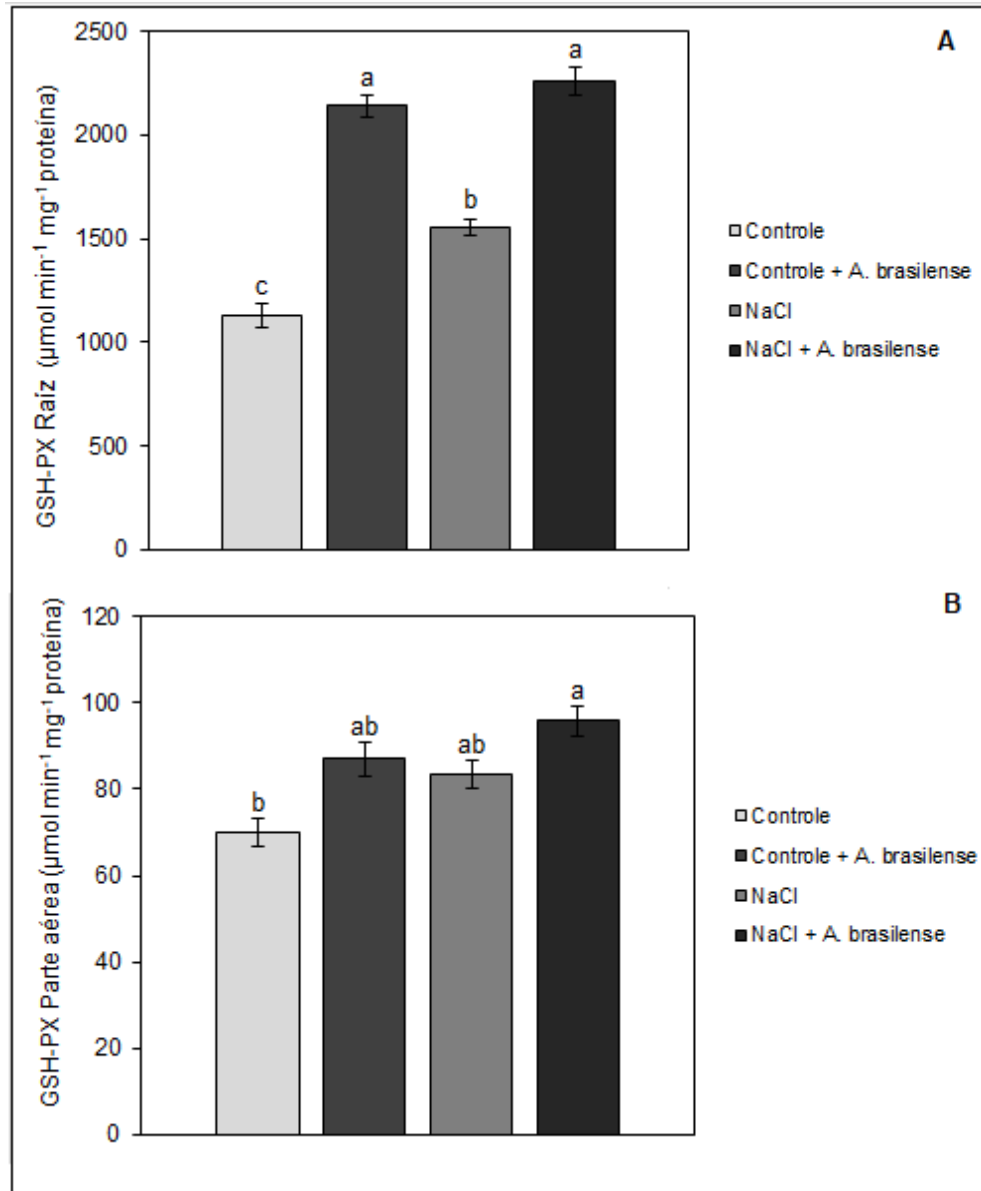 A
GSH-PX Raíz (µmol min⁻¹ mg⁻¹ proteína)
2500
2000
1500
1000
500
0
c
a
b
a
Controle
Controle + A. brasilense
NaCl
NaCl + A. brasilense
B
GSH-PX Parte aérea (µmol min⁻¹ mg⁻¹ proteína)
120
100
80
60
40
20
0
b
ab
ab
a
Controle
Controle + A. brasilense
NaCl
NaCl + A. brasilense